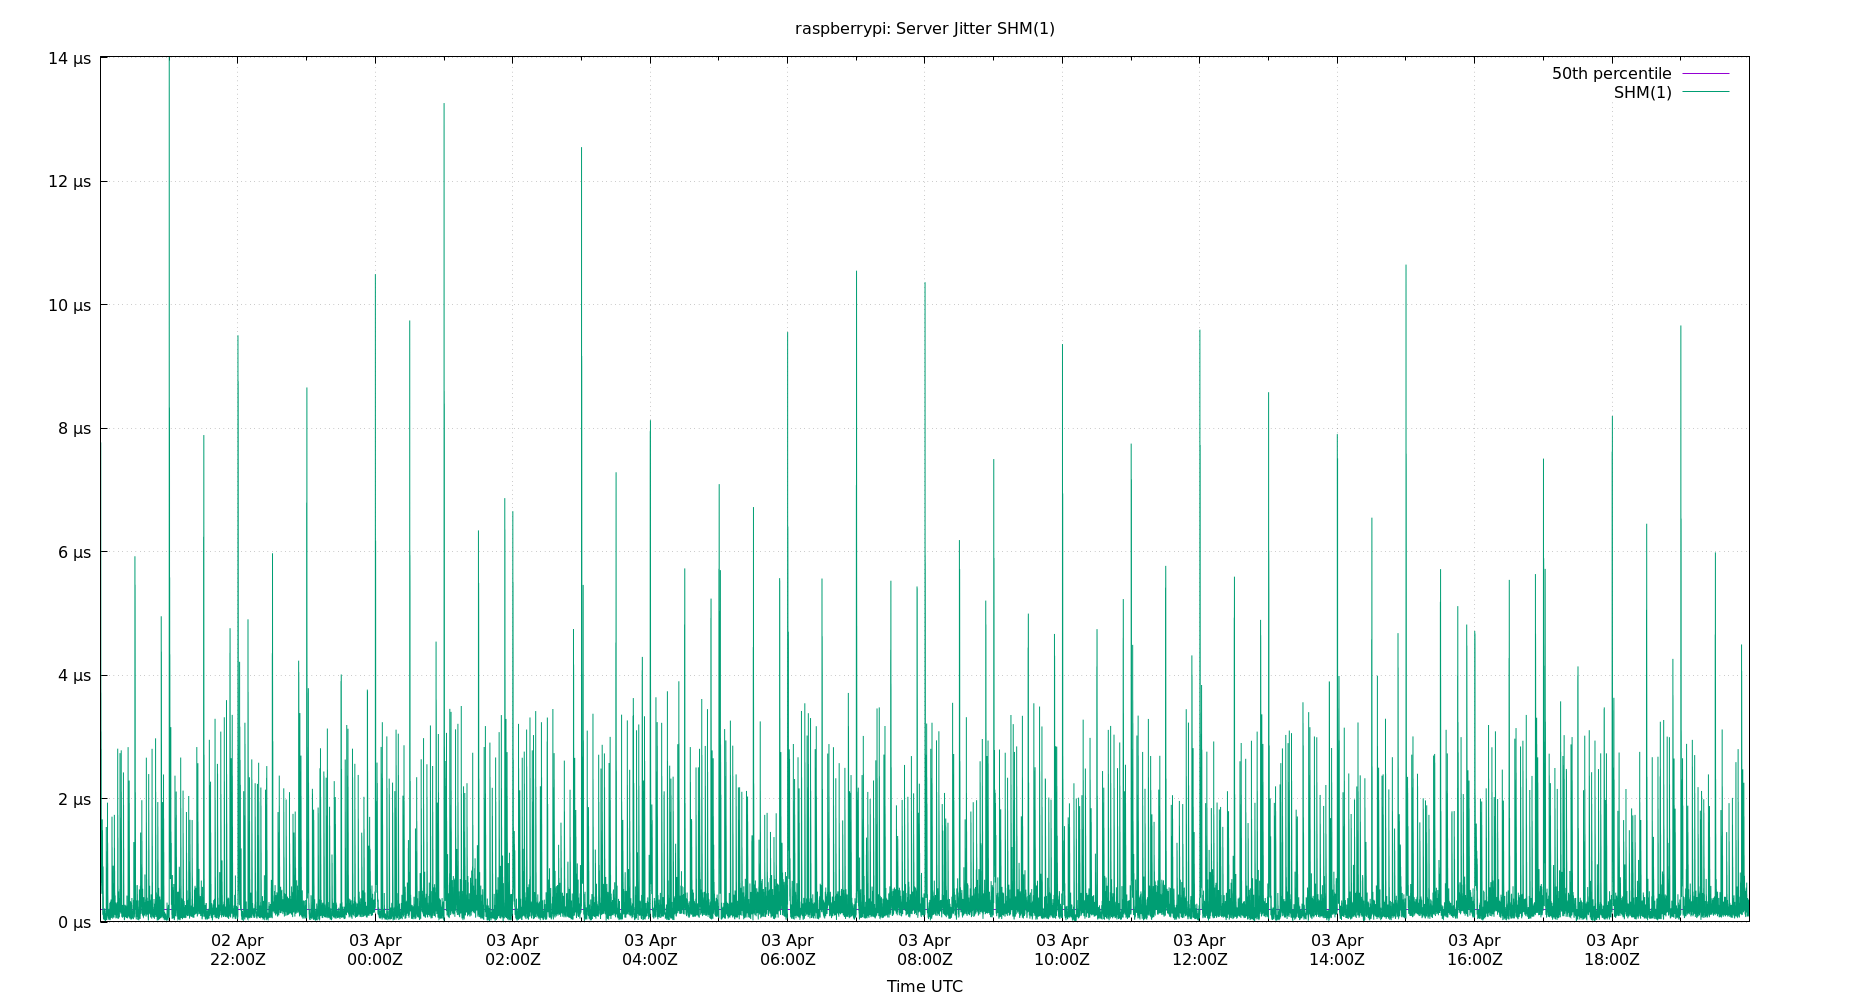 raspberrypi: Server Jitter SHM(1)
14 µs
12 µs
10 µs
8 µs
6 µs
4 µs
2 µs
0 µs
50th percentile
SHM(1)
02 Apr 03 Apr 03 Apr 03 Apr 03 Apr 03 Apr 03 Apr 03 Apr 03 Apr 03 Apr 03 Apr
22:00Z 00:00Z 02:00Z 04:00Z 06:00Z 08:00Z 10:00Z 12:00Z 14:00Z 16:00Z 18:00Z
Time UTC